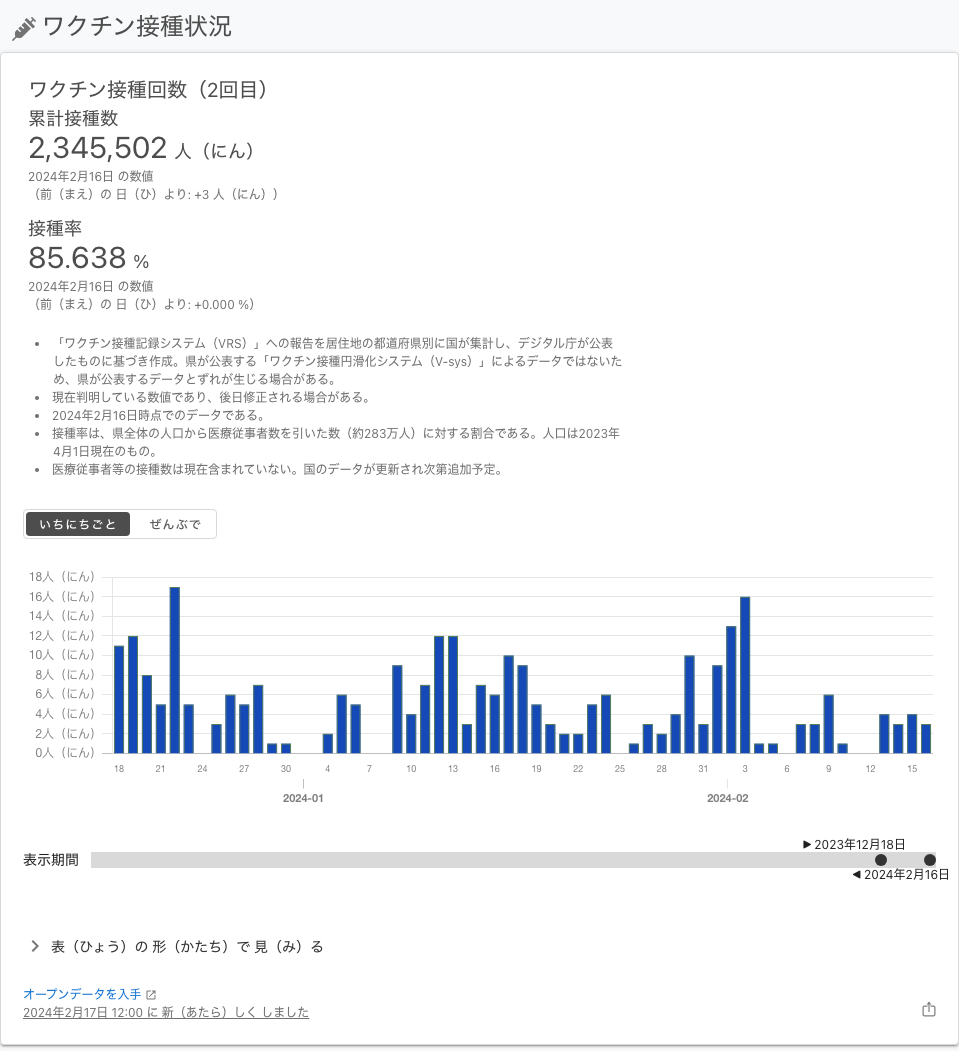 ワクチン接種状況
ワクチン接種回数（2回目）
累計接種数
2,345,502 人（にん）
2024年2月16日 の数値
（前（まえ）の 日（ひ）より: +3 人（にん））
接種率
85.638 %
2024年2月16日 の数値
（前（まえ）の 日（ひ）より: +0.000 %）
• 「ワクチン接種記録システム（VRS）」への報告を居住地の都道府県別に国が集計し、デジタル庁が公表
したものに基づき作成。県が公表する「ワクチン接種円滑化システム（V-sys）」によるデータではないた
め、県が公表するデータとずれが生じる場合がある。
• 現在判明している数値であり、後日修正される場合がある。
• 2024年2月16日時点でのデータである。
• 接種率は、県全体の人口から医療従事者数を引いた数（約283万人）に対する割合である。人口は2023年
4月1日現在のもの。
• 医療従事者等の接種数は現在含まれていない。国のデータが更新され次第追加予定。
いちにちごと ぜんぶで
18人（にん）
16人（にん）
14人（にん）
12人（にん）
10人（にん）
8人（にん）
6人（にん）
4人（にん）
2人（にん）
0人（にん）
18 21 24 27 30 4 7 10 13 16 19 22 25 28 31 3 6 9 12 15
2024-01 2024-02
▶ 2023年12月18日
表示期間
◀ 2024年2月16日
表（ひょう）の 形（かたち）で 見（み）る
オープンデータを入手
2024年2月17日 12:00 に 新（あたら）しく しました